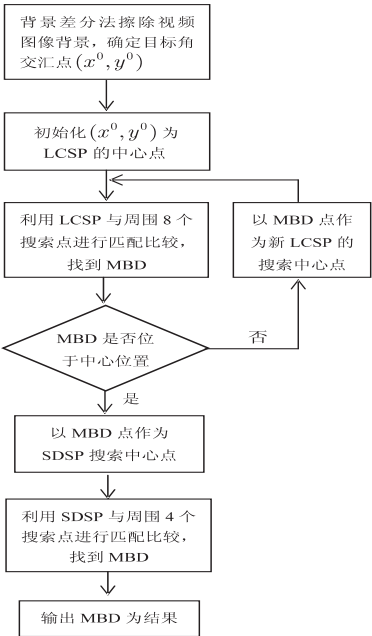 背景差分法擦除视频
图像背景，确定目标角
交汇点(x⁰, y⁰)
初始化(x⁰, y⁰)为
LCSP 的中心点
利用 LCSP 与周围 8 个
搜索点进行匹配比较，
找到 MBD
以 MBD 点作
为新 LCSP 的
搜索中心点
MBD 是否位
于中心位置
否
是
以 MBD 点作为
SDSP 搜索中心点
利用 SDSP 与周围 4 个
搜索点进行匹配比较，
找到 MBD
输出 MBD 为结果